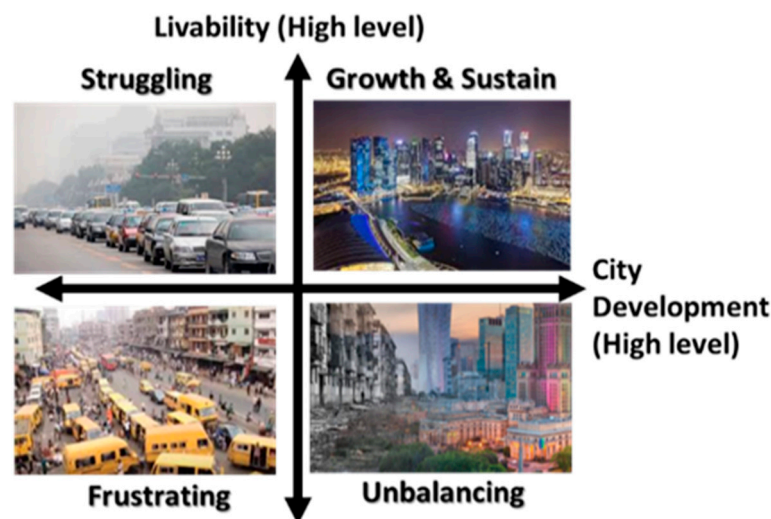 Livability (High level)
Struggling
Growth & Sustain
City
Development
(High level)
Frustrating
Unbalancing